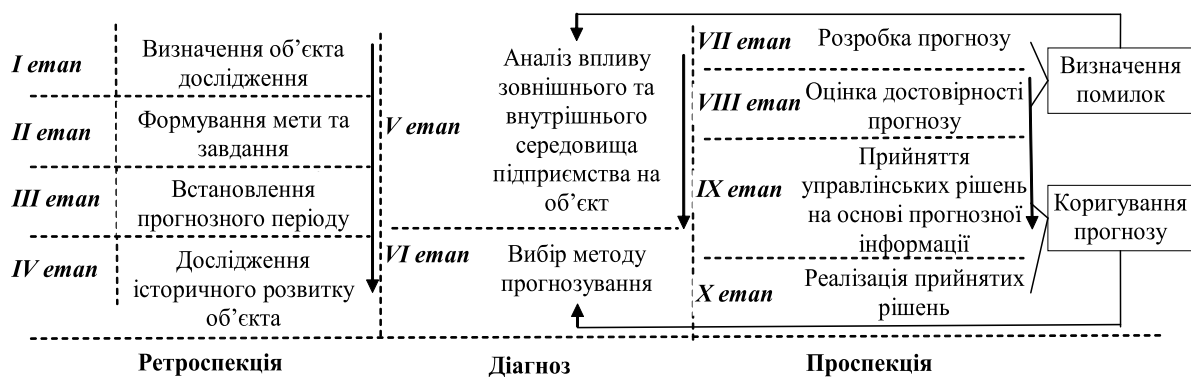 I етап
Визначення об’єкта
дослідження
II етап
Формування мети та
завдання
III етап
Встановлення
прогнозного періоду
IV етап
Дослідження
історичного розвитку
об’єкта
Ретроспекція
V етап
Аналіз впливу
зовнішнього та
внутрішнього
середовища
підприємства на
об’єкт
VI етап
Вибір методу
прогнозування
Діагноз
VII етап
Розробка прогнозу
VIII етап
Оцінка достовірності
прогнозу
IX етап
Прийняття
управлінських рішень
на основі прогнозної
інформації
X етап
Реалізація прийнятих
рішень
Проспекція
Визначення
помилок
Коригування
прогнозу